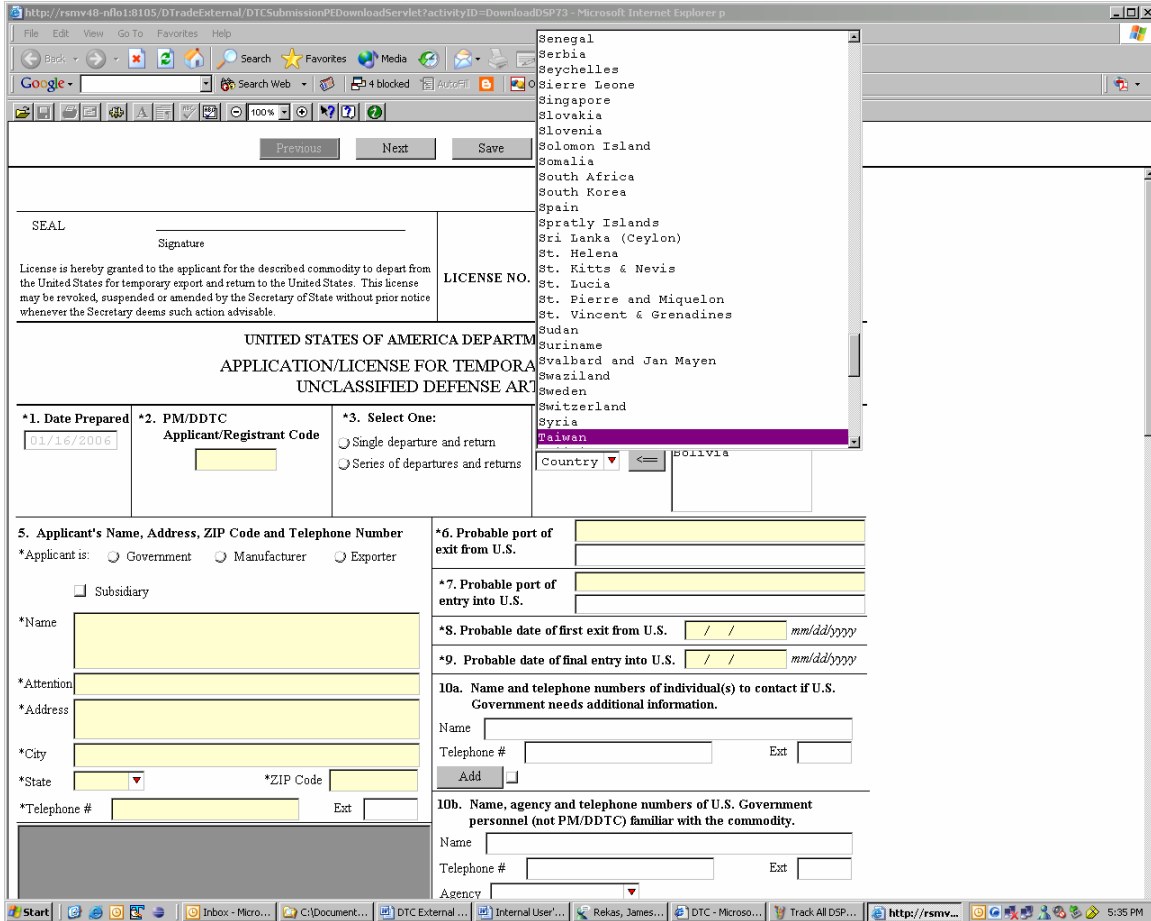 http://rsmv48-nflo1:8105/DTradeExternal/DTCSubmissionPEDownloadServlet?activityID=DownloadDSP73 - Microsoft Internet Explorer p
File Edit View Go To Favorites Help
Back Search Favorites Media
Google Search Web 4 blocked AutoFill O
100%
Previous Next Save
Senegal
Serbia
Seychelles
Sierre Leone
Singapore
Slovakia
Slovenia
Solomon Island
Somalia
South Africa
South Korea
Spain
Spratly Islands
Sri Lanka (Ceylon)
St. Helena
St. Kitts & Nevis
St. Lucia
St. Pierre and Miquelon
St. Vincent & Grenadines
Sudan
Suriname
Svalbard and Jan Mayen
Swaziland
Sweden
Switzerland
Syria
Taiwan
SEAL
Signature
License is hereby granted to the applicant for the described commodity to depart from
the United States for temporary export and return to the United States. This license
may be revoked, suspended or amended by the Secretary of State without prior notice
whenever the Secretary deems such action advisable.
LICENSE NO.
UNITED STATES OF AMERICA DEPARTM
APPLICATION/LICENSE FOR TEMPORA
UNCLASSIFIED DEFENSE ART
*1. Date Prepared
01/16/2006
*2. PM/DDTC
Applicant/Registrant Code
*3. Select One:
Single departure and return
Series of departures and returns
Country <== Bolivia
5. Applicant's Name, Address, ZIP Code and Telephone Number
*Applicant is: Government Manufacturer Exporter
Subsidiary
*Name
*Attention
*Address
*City
*State *ZIP Code
*Telephone # Ext
*6. Probable port of
exit from U.S.
*7. Probable port of
entry into U.S.
*8. Probable date of first exit from U.S. / / mm/dd/yyyy
*9. Probable date of final entry into U.S. / / mm/dd/yyyy
10a. Name and telephone numbers of individual(s) to contact if U.S.
Government needs additional information.
Name
Telephone # Ext
Add
10b. Name, agency and telephone numbers of U.S. Government
personnel (not PM/DDTC) familiar with the commodity.
Name
Telephone # Ext
Agency
Start Inbox - Micro... C:\Document... DTC External ... Internal User'... Rekas, James... DTC - Microso... Track All DSP... http://rsmv... 5:35 PM